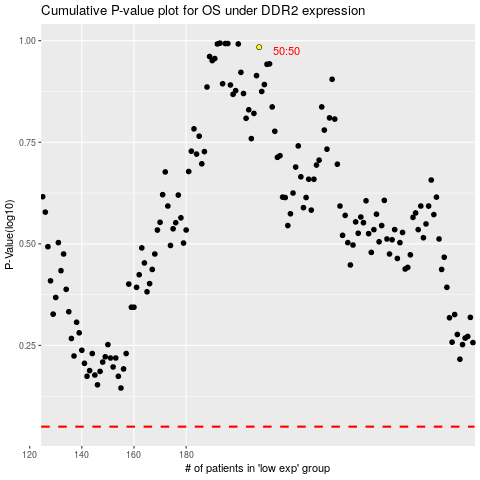 Cumulative P-value plot for OS under DDR2 expression
1.00
50:50
0.75
P-Value(log10)
0.50
0.25
120 140 160 180
# of patients in 'low exp' group